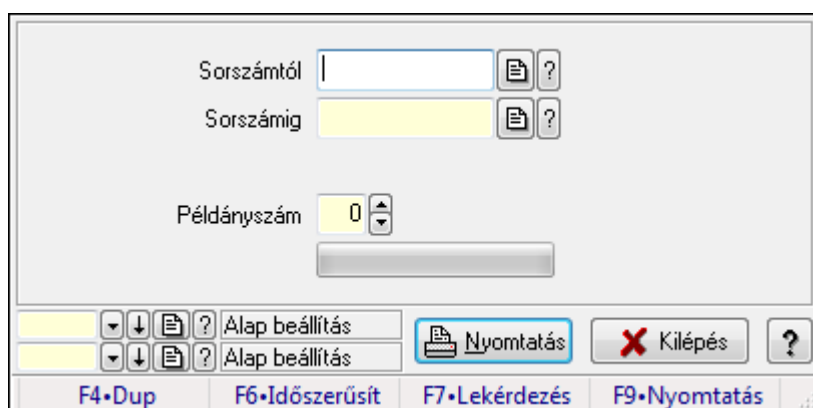 Sorszámtól ?
Sorszámig ?
Példányszám 0
? Alap beállítás
? Alap beállítás
Nyomtatás Kilépés ?
F4•Dup F6•Időszerűsít F7•Lekérdezés F9•Nyomtatás